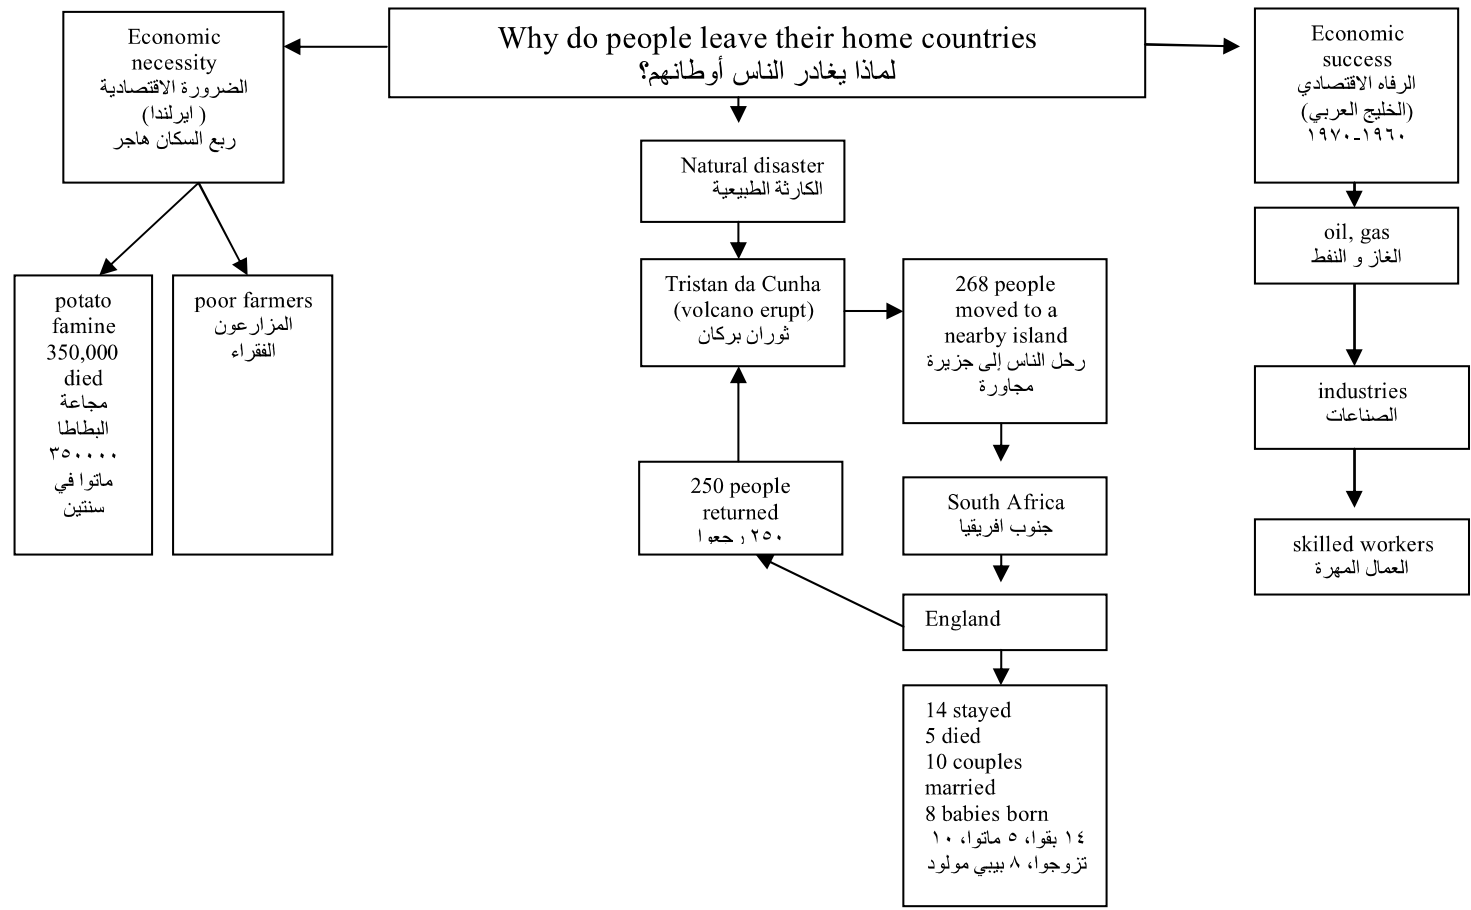 Why do people leave their home countries
لماذا يغادر الناس أوطانهم؟
Economic
necessity
الضرورة الاقتصادية
( ايرلندا)
ربع السكان هاجر
potato
famine
350,000
died
مجاعة
البطاطا
٣٥٠٠٠٠
ماتوا في
سنتين
poor farmers
المزارعون
الفقراء
Natural disaster
الكارثة الطبيعية
Tristan da Cunha
(volcano erupt)
ثوران بركان
268 people
moved to a
nearby island
رحل الناس إلى جزيرة
مجاورة
South Africa
جنوب افريقيا
England
250 people
returned
٢٥٠ رجعوا
14 stayed
5 died
10 couples
married
8 babies born
١٤ بقوا، ٥ ماتوا، ١٠
تزوجوا، ٨ بيبي مولود
Economic
success
الرفاه الاقتصادي
(الخليج العربي)
١٩٦٠-١٩٧٠
oil, gas
الغاز و النفط
industries
الصناعات
skilled workers
العمال المهرة